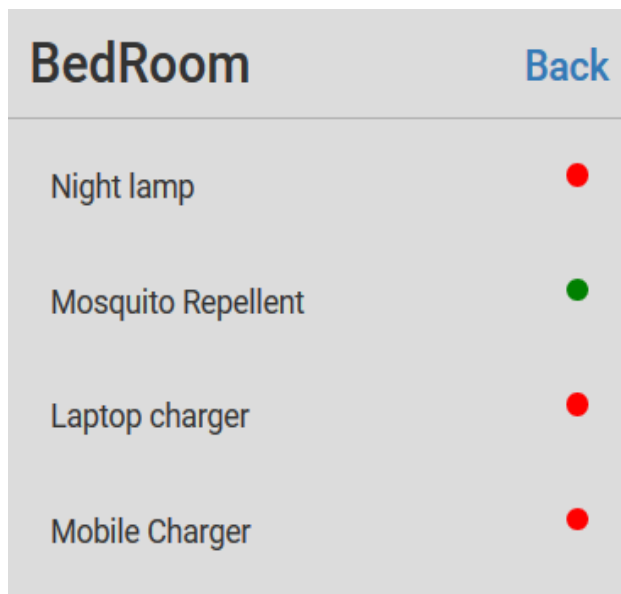 BedRoom Back
Night lamp
Mosquito Repellent
Laptop charger
Mobile Charger